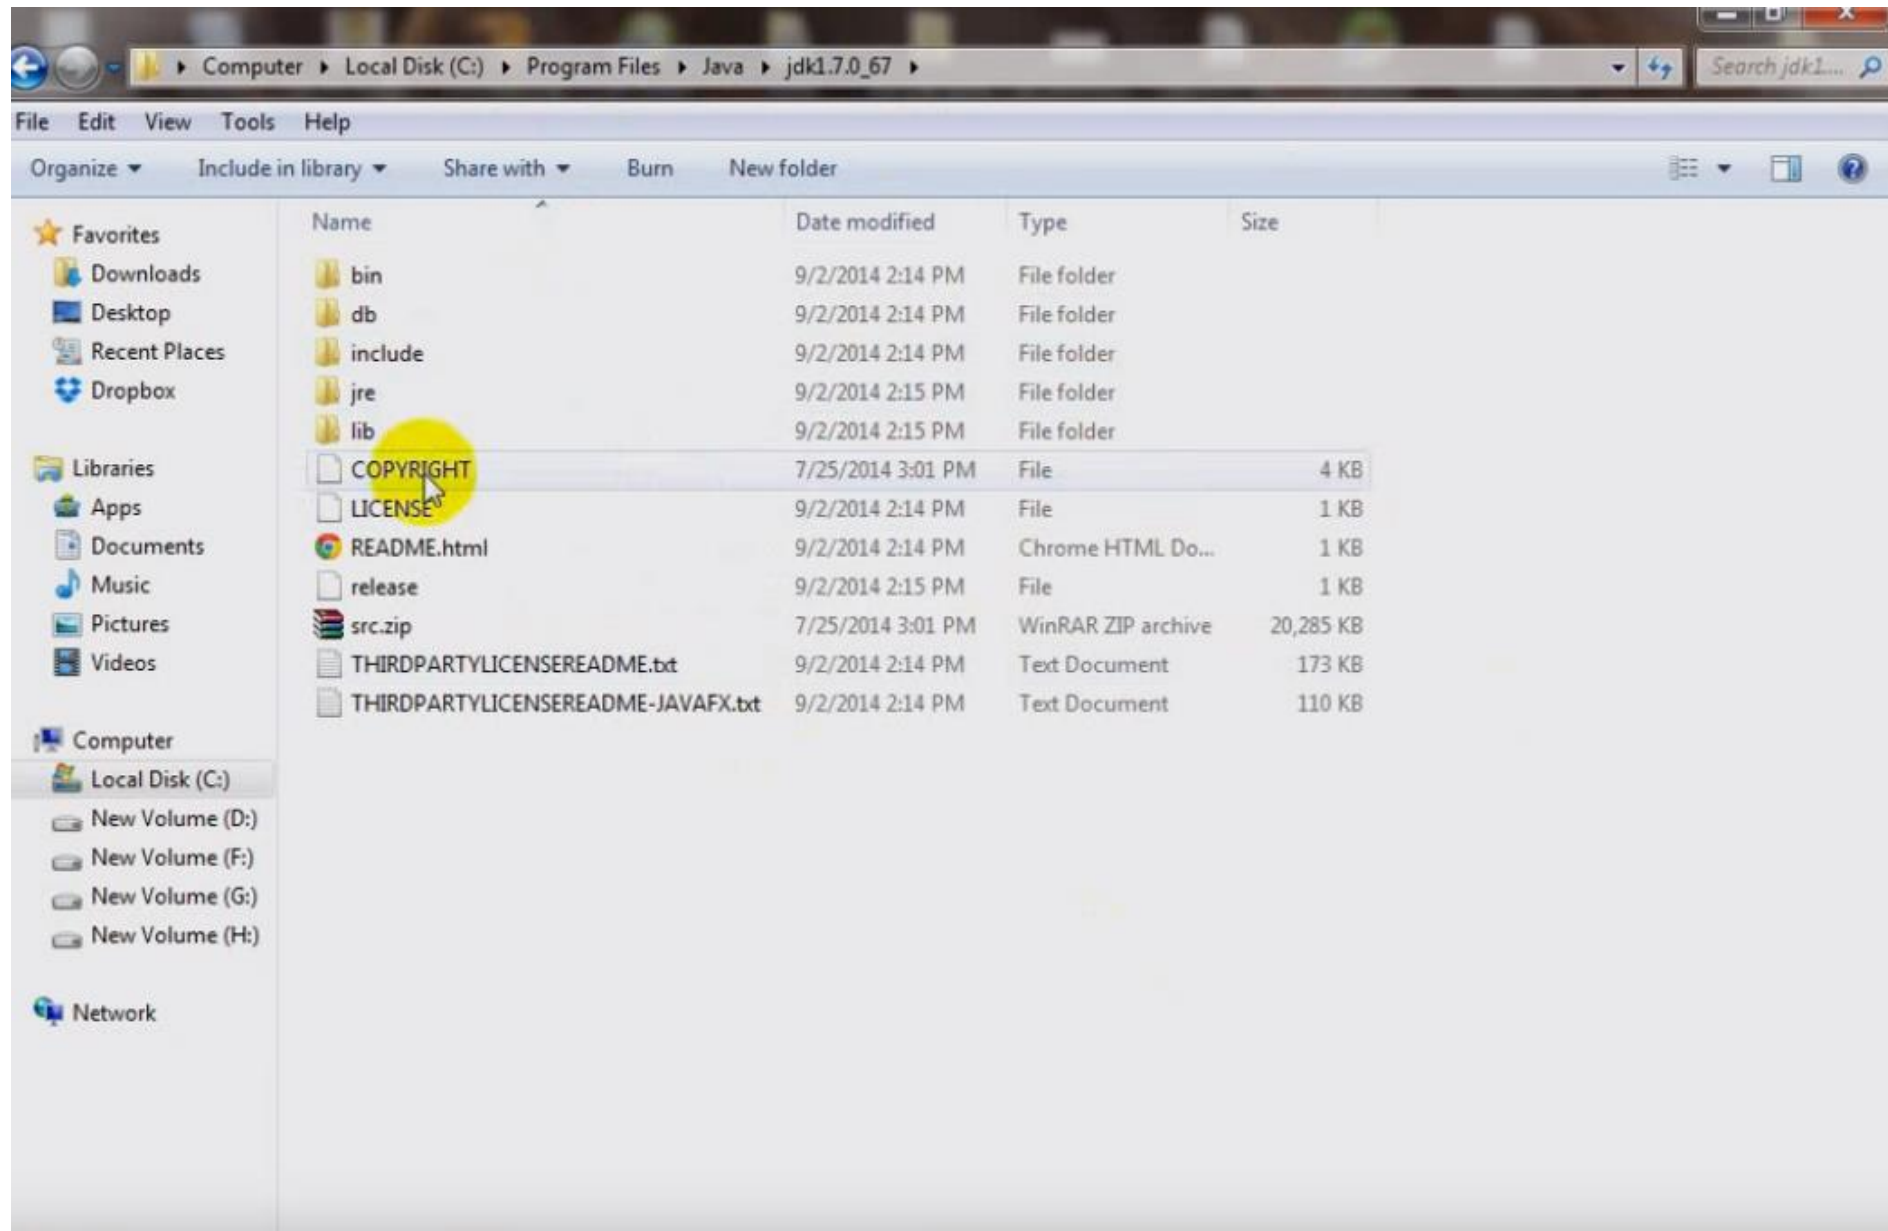 Computer Local Disk (C:) Program Files Java jdk1.7.0_67 Search jdk1....
File Edit View Tools Help
Organize Include in library Share with Burn New folder
Name Date modified Type Size
Favorites
Downloads
Desktop
Recent Places
Dropbox
Libraries
Apps
Documents
Music
Pictures
Videos
Computer
Local Disk (C:)
New Volume (D:)
New Volume (F:)
New Volume (G:)
New Volume (H:)
Network
bin 9/2/2014 2:14 PM File folder
db 9/2/2014 2:14 PM File folder
include 9/2/2014 2:14 PM File folder
jre 9/2/2014 2:15 PM File folder
lib 9/2/2014 2:15 PM File folder
COPYRIGHT 7/25/2014 3:01 PM File 4 KB
LICENSE 9/2/2014 2:14 PM File 1 KB
README.html 9/2/2014 2:14 PM Chrome HTML Do... 1 KB
release 9/2/2014 2:15 PM File 1 KB
src.zip 7/25/2014 3:01 PM WinRAR ZIP archive 20,285 KB
THIRDPARTYLICENSEREADME.txt 9/2/2014 2:14 PM Text Document 173 KB
THIRDPARTYLICENSEREADME-JAVAFX.txt 9/2/2014 2:14 PM Text Document 110 KB